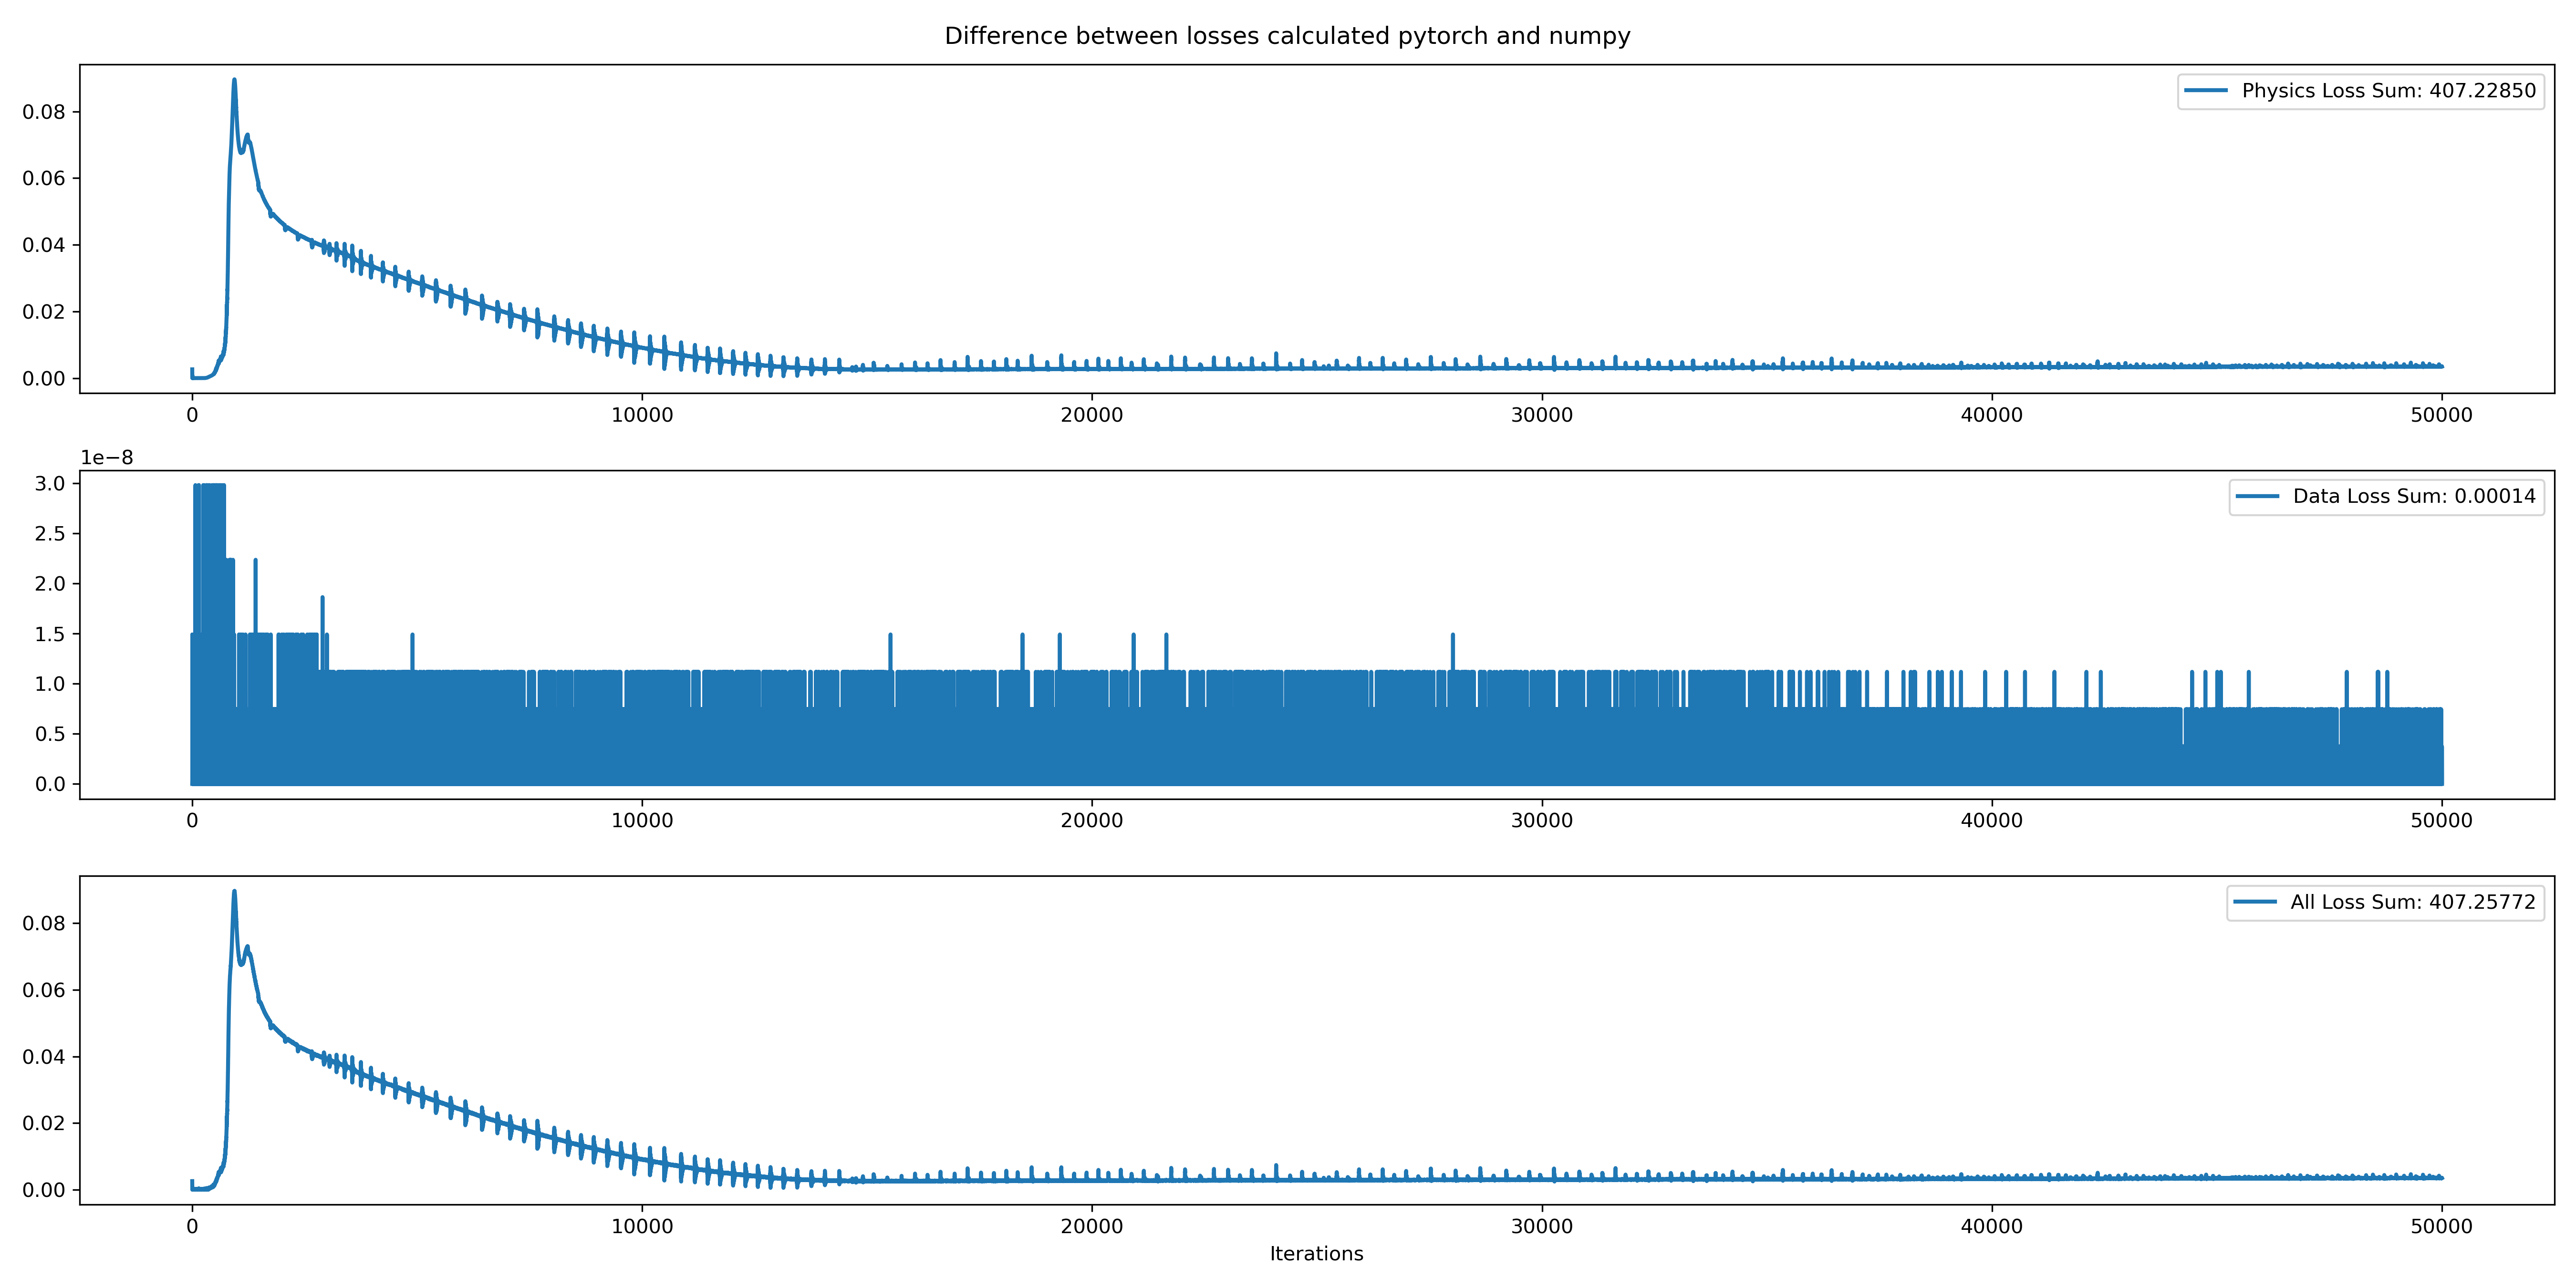 Difference between losses calculated pytorch and numpy
Physics Loss Sum: 407.22850
0.08
0.06
0.04
0.02
0.00
0 10000 20000 30000 40000 50000
1e−8
Data Loss Sum: 0.00014
3.0
2.5
2.0
1.5
1.0
0.5
0.0
0 10000 20000 30000 40000 50000
All Loss Sum: 407.25772
0.08
0.06
0.04
0.02
0.00
0 10000 20000 30000 40000 50000
Iterations